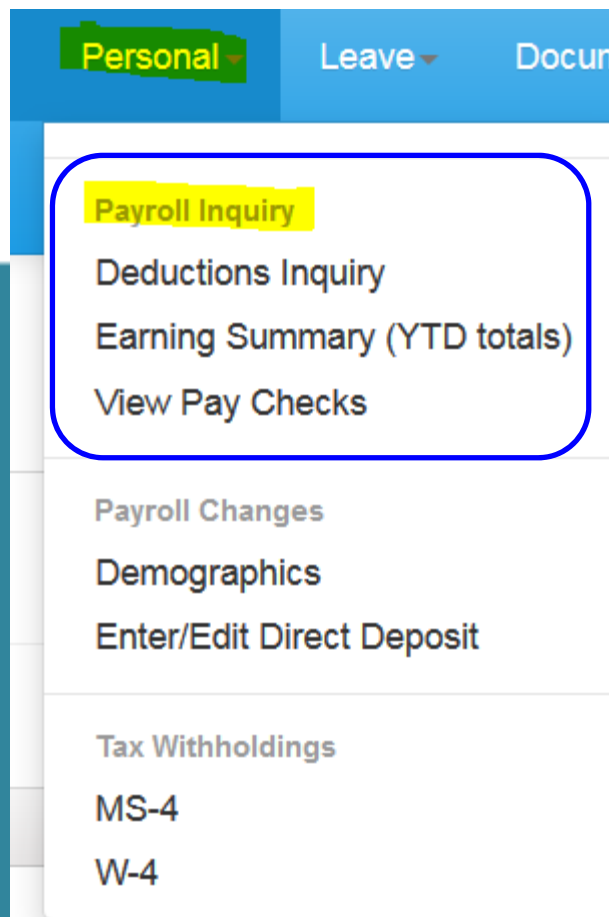 Personal Leave Docum
Payroll Inquiry
Deductions Inquiry
Earning Summary (YTD totals)
View Pay Checks
Payroll Changes
Demographics
Enter/Edit Direct Deposit
Tax Withholdings
MS-4
W-4